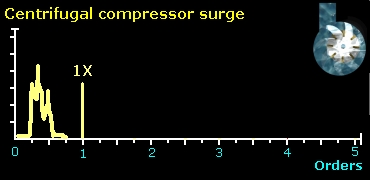 Centrifugal compressor surge
1X
0 1 2 3 4 5
Orders